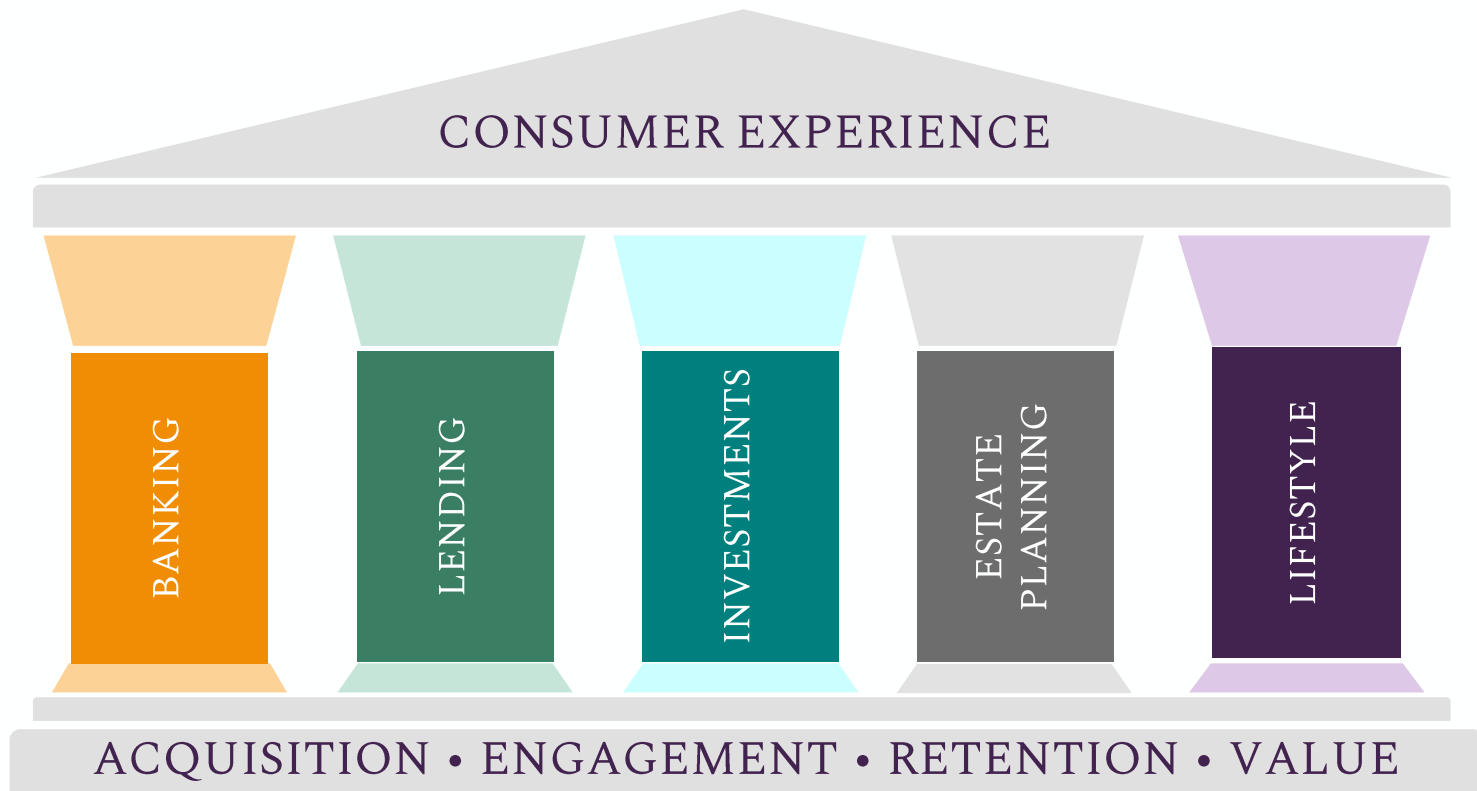 CONSUMER EXPERIENCE
BANKING
LENDING
INVESTMENTS
ESTATE
PLANNING
LIFESTYLE
ACQUISITION • ENGAGEMENT • RETENTION • VALUE